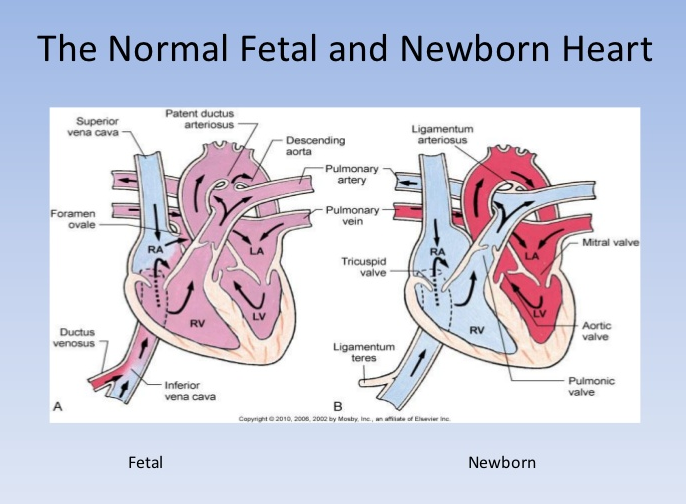 The Normal Fetal and Newborn Heart
Superior
vena cava
Patent ductus
arteriosus
Descending
aorta
Pulmonary
artery
Pulmonary
vein
Foramen
ovale
RA
LA
RV
LV
Ductus
venosus
Inferior
vena cava
A
Ligamentum
arteriosus
Mitral valve
Tricuspid
valve
RA
LA
LV
RV
Aortic
valve
Ligamentum
teres
Pulmonic
valve
B
Copyright © 2010, 2006, 2002 by Mosby, Inc., an affiliate of Elsevier Inc.
Fetal
Newborn